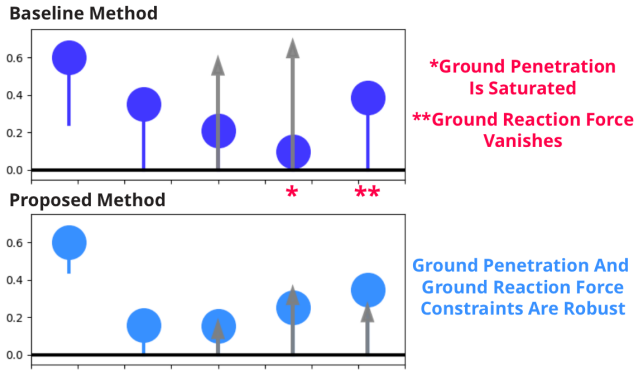 Baseline Method
0.6
0.4
0.2
0.0
*Ground Penetration
Is Saturated
**Ground Reaction Force
Vanishes
*
**
Proposed Method
0.6
0.4
0.2
0.0
Ground Penetration And
Ground Reaction Force
Constraints Are Robust